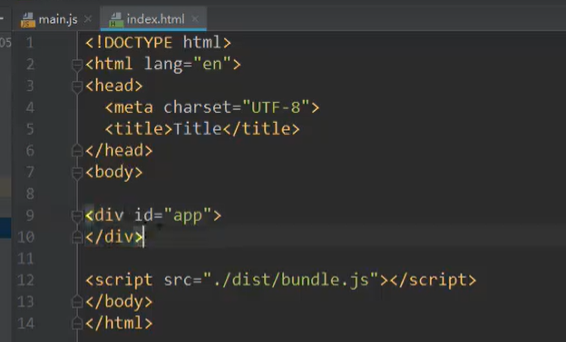 main.js index.html
05
1 <!DOCTYPE html>
2 <html lang="en">
3 <head>
4   <meta charset="UTF-8">
5   <title>Title</title>
6 </head>
7 <body>
8
9 <div id="app">
10 </div>
11
12 <script src="./dist/bundle.js"></script>
13 </body>
14 </html>